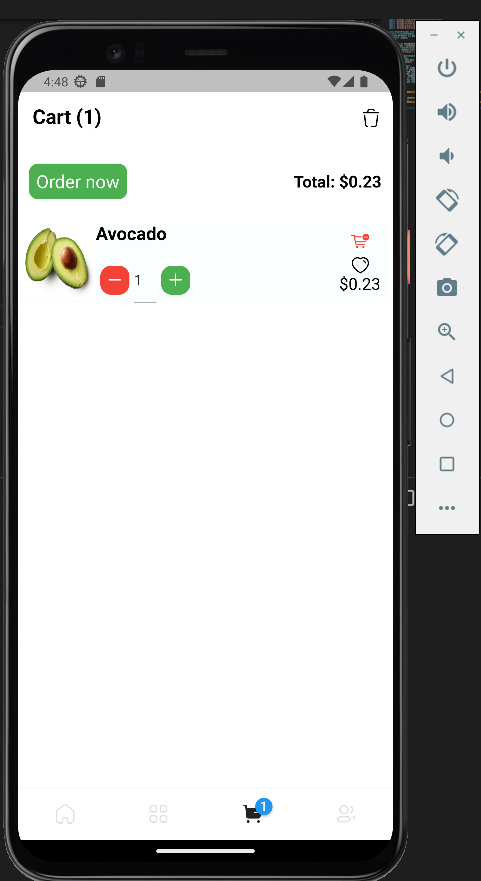 4:48
Cart (1)
Order now
Total: $0.23
Avocado
1
$0.23
1